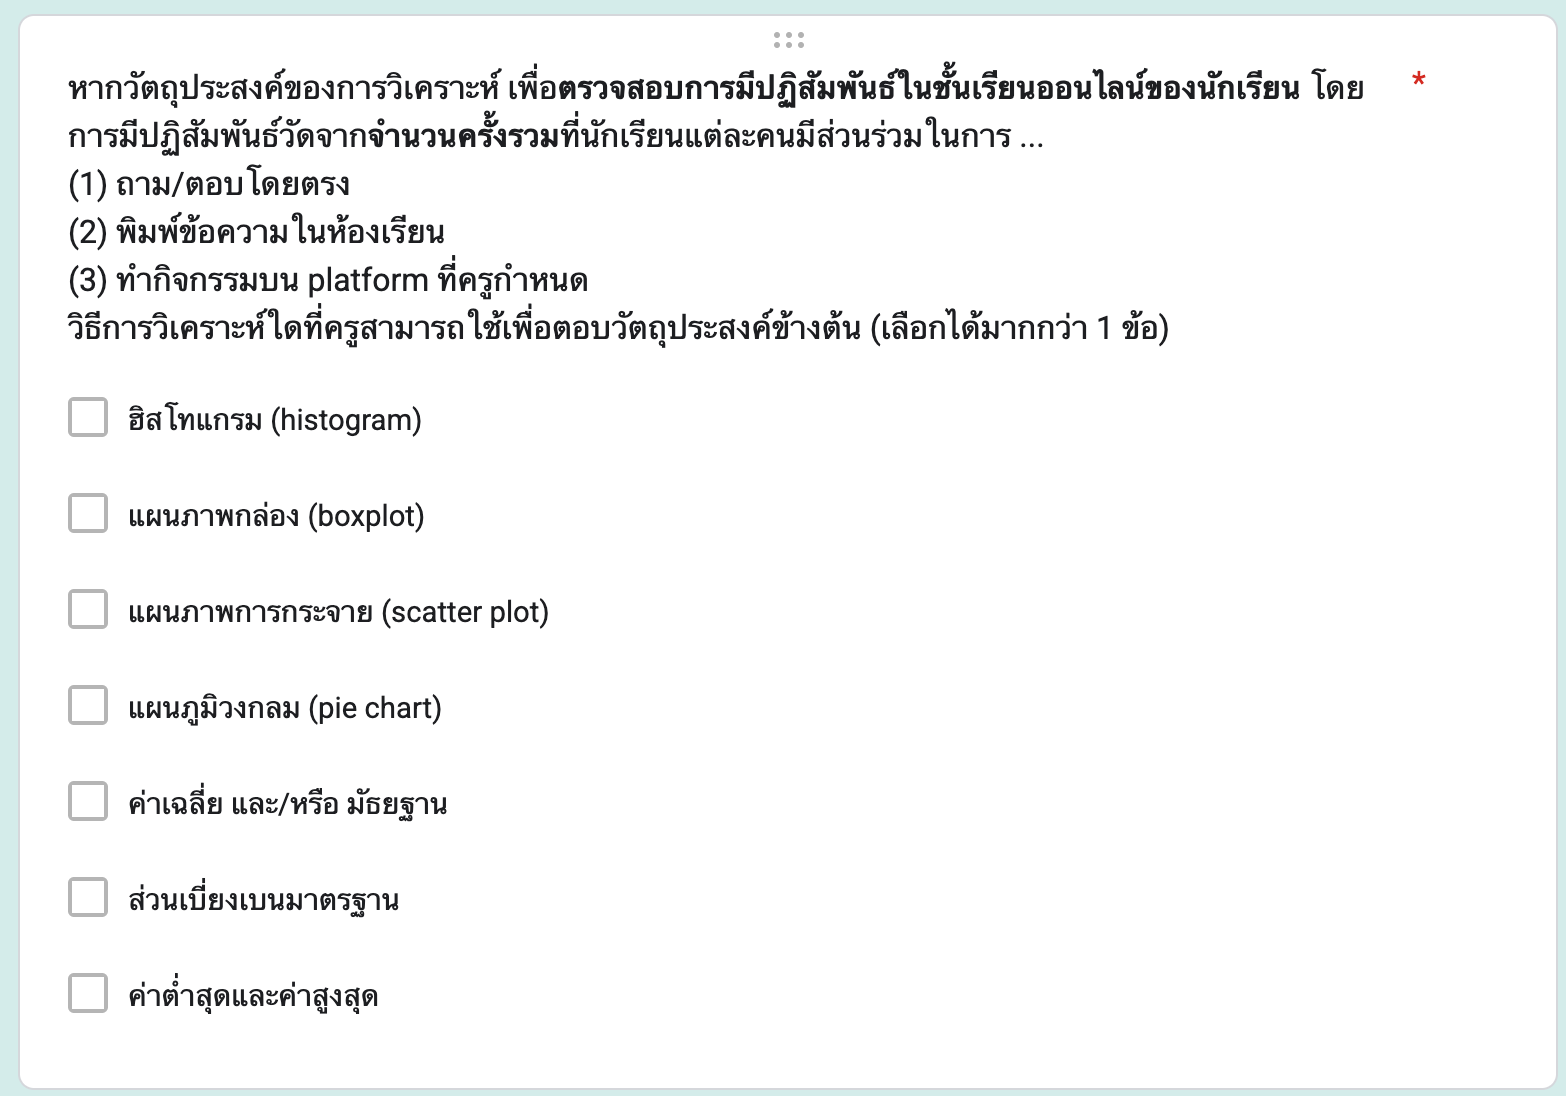 หากวัตถุประสงค์ของการวิเคราะห์ เพื่อตรวจสอบการมีปฏิสัมพันธ์ในชั้นเรียนออนไลน์ของนักเรียน โดย *
การมีปฏิสัมพันธ์วัดจากจำนวนครั้งรวมที่นักเรียนแต่ละคนมีส่วนร่วมในการ ...
(1) ถาม/ตอบโดยตรง
(2) พิมพ์ข้อความในห้องเรียน
(3) ทำกิจกรรมบน platform ที่ครูกำหนด
วิธีการวิเคราะห์ใดที่ครูสามารถใช้เพื่อตอบวัตถุประสงค์ข้างต้น (เลือกได้มากกว่า 1 ข้อ)
ฮิสโทแกรม (histogram)
แผนภาพกล่อง (boxplot)
แผนภาพการกระจาย (scatter plot)
แผนภูมิวงกลม (pie chart)
ค่าเฉลี่ย และ/หรือ มัธยฐาน
ส่วนเบี่ยงเบนมาตรฐาน
ค่าต่ำสุดและค่าสูงสุด